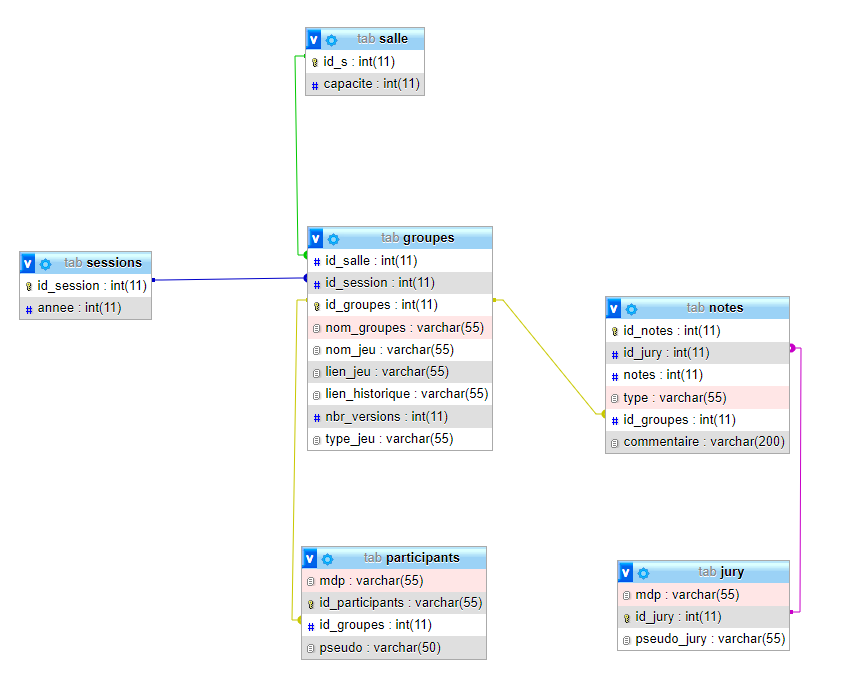 v tab salle
id_s : int(11)
# capacite : int(11)
v tab groupes
# id_salle : int(11)
# id_session : int(11)
id_groupes : int(11)
nom_groupes : varchar(55)
nom_jeu : varchar(55)
lien_jeu : varchar(55)
lien_historique : varchar(55)
# nbr_versions : int(11)
type_jeu : varchar(55)
v tab sessions
id_session : int(11)
# annee : int(11)
v tab notes
id_notes : int(11)
# id_jury : int(11)
# notes : int(11)
type : varchar(55)
# id_groupes : int(11)
commentaire : varchar(200)
v tab participants
mdp : varchar(55)
id_participants : varchar(55)
# id_groupes : int(11)
pseudo : varchar(50)
v tab jury
mdp : varchar(55)
id_jury : int(11)
pseudo_jury : varchar(55)